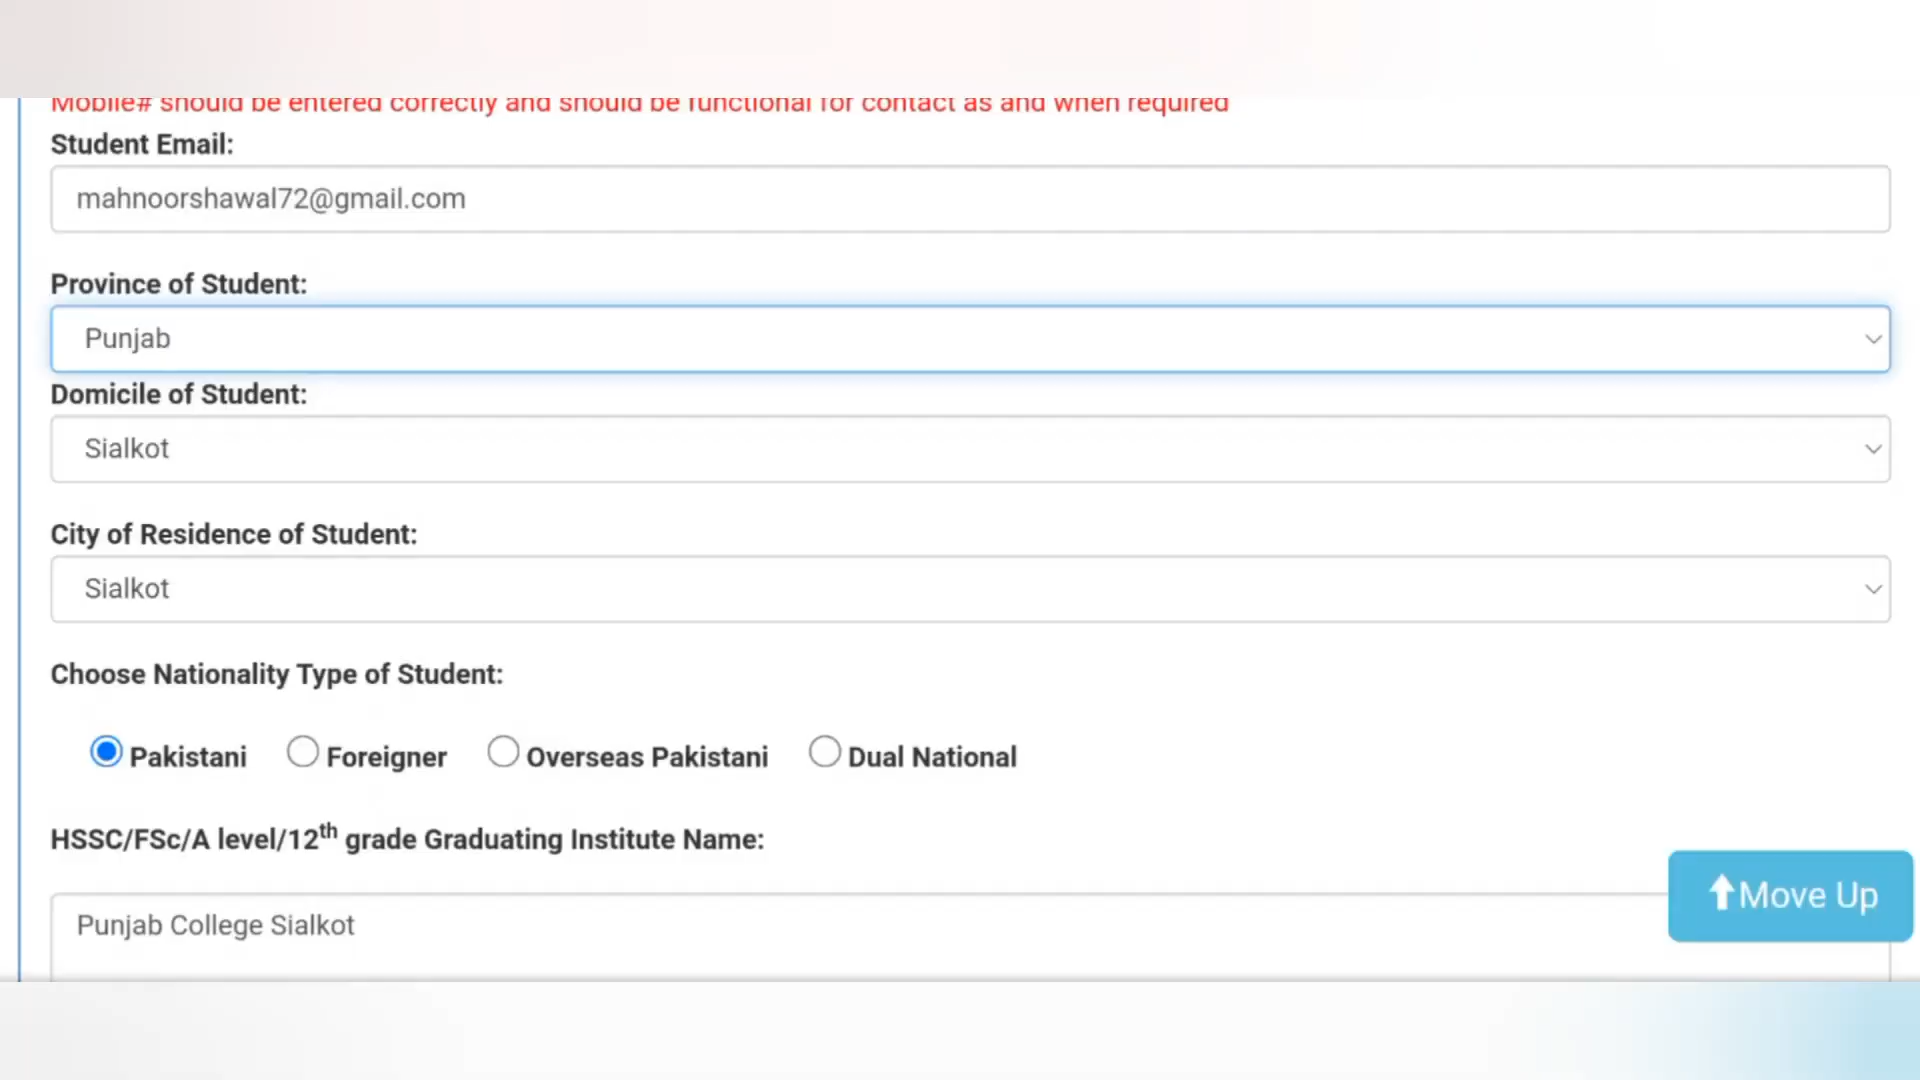 Mobile# should be entered correctly and should be functional for contact as and when required
Student Email:
mahnoorshawal72@gmail.com
Province of Student:
Punjab
Domicile of Student:
Sialkot
City of Residence of Student:
Sialkot
Choose Nationality Type of Student:
Pakistani Foreigner Overseas Pakistani Dual National
HSSC/FSc/A level/12th grade Graduating Institute Name:
Move Up
Punjab College Sialkot